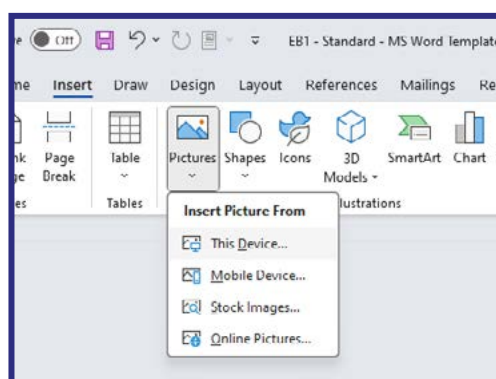 Off EB1 - Standard - MS Word Template
Insert Draw Design Layout References Mailings Re
Page Break Table Pictures Shapes Icons 3D Models SmartArt Chart
Tables Illustrations
Insert Picture From
This Device...
Mobile Device...
Stock Images...
Online Pictures...